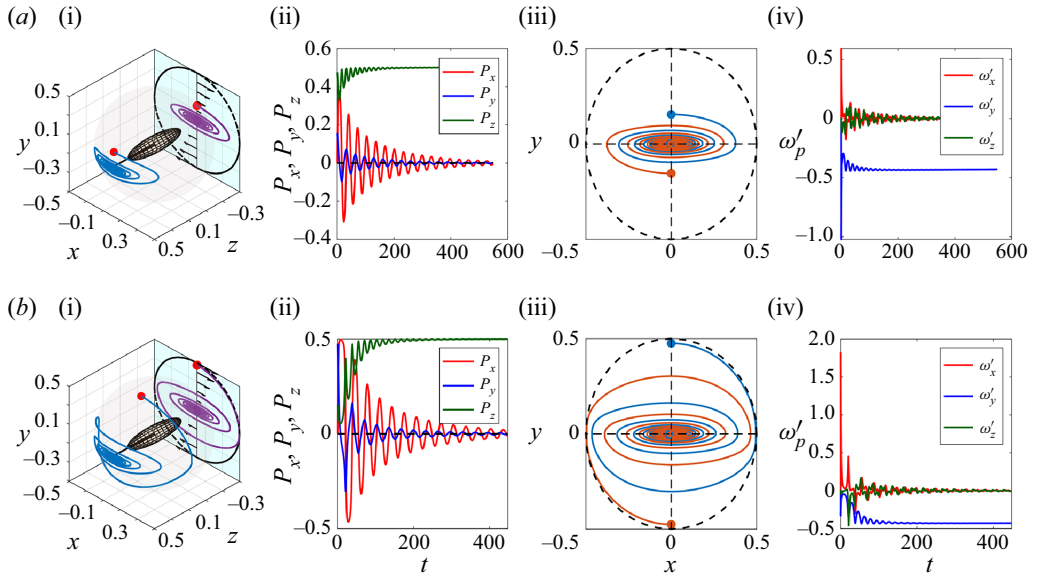 (a) (i) (ii) (iii) (iv)
0.5
0.1
y –0.3
–0.5
–0.1
x 0.3
0.5
0.1
z
–0.3
Px, Py, Pz
0.6
0.4
0.2
0
–0.2
–0.4
0 200 400 600
Px
Py
Pz
0.5
y 0
–0.5
0 0.5
ω′p
0.5
0
–0.5
–1.0
0 200 400 600
ω′x
ω′y
ω′z
(b) (i) (ii) (iii) (iv)
0.5
0.1
y –0.3
–0.5
–0.1
x 0.3
0.5
0.1
z
–0.3
Px, Py, Pz
0.5
0
–0.5
0 200 400
t
Px
Py
Pz
0.5
y 0
–0.5
0 0.5
x
ω′p
2.0
1.5
1.0
0.5
0
–0.5
0 200 400
t
ω′x
ω′y
ω′z